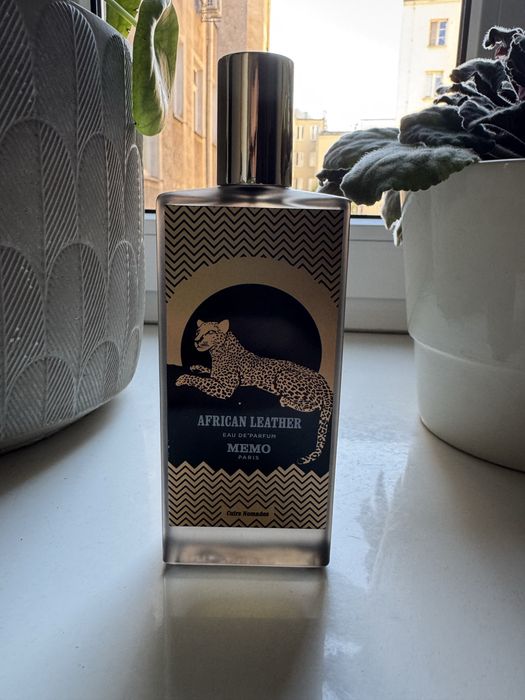 AFRICAN LEATHER
EAU DE PARFUM
MEMO
PARIS
Cuirs Nomades